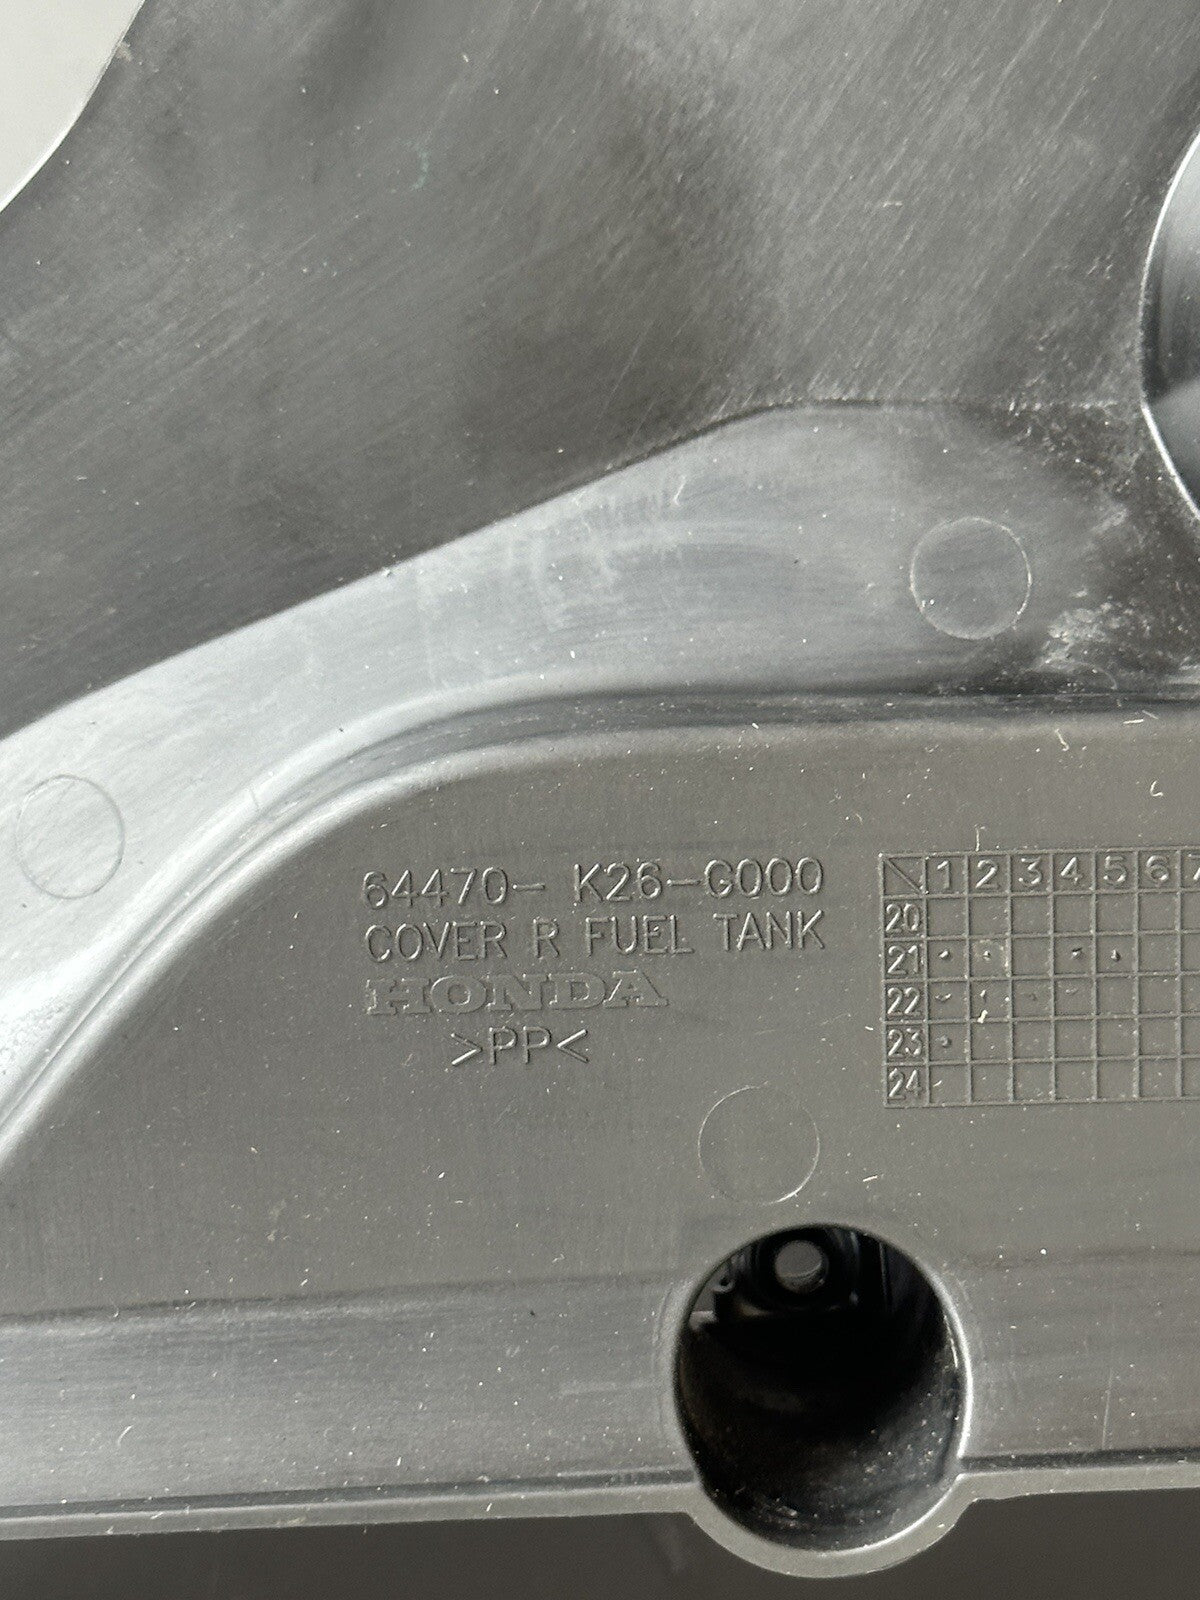 64470- K26-G000
COVER R FUEL TANK
HONDA
>PP<
1 2 3 4 5 6 7
20
21
22
23
24